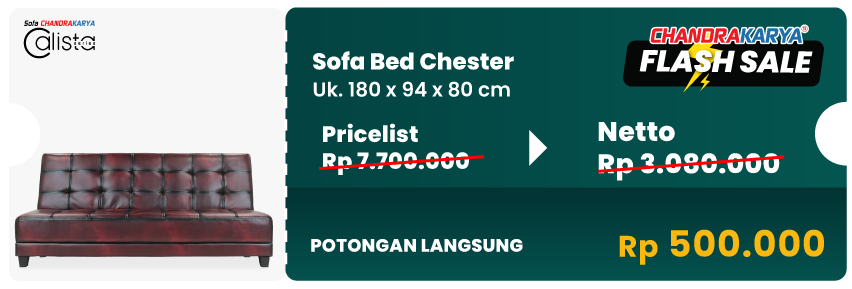 Sofa CHANDRAKARYA
Calista
Sofa Bed Chester
Uk. 180 x 94 x 80 cm
CHANDRAKARYA®
FLASH SALE
Pricelist
Rp 7.700.000
Netto
Rp 3.080.000
POTONGAN LANGSUNG
Rp 500.000